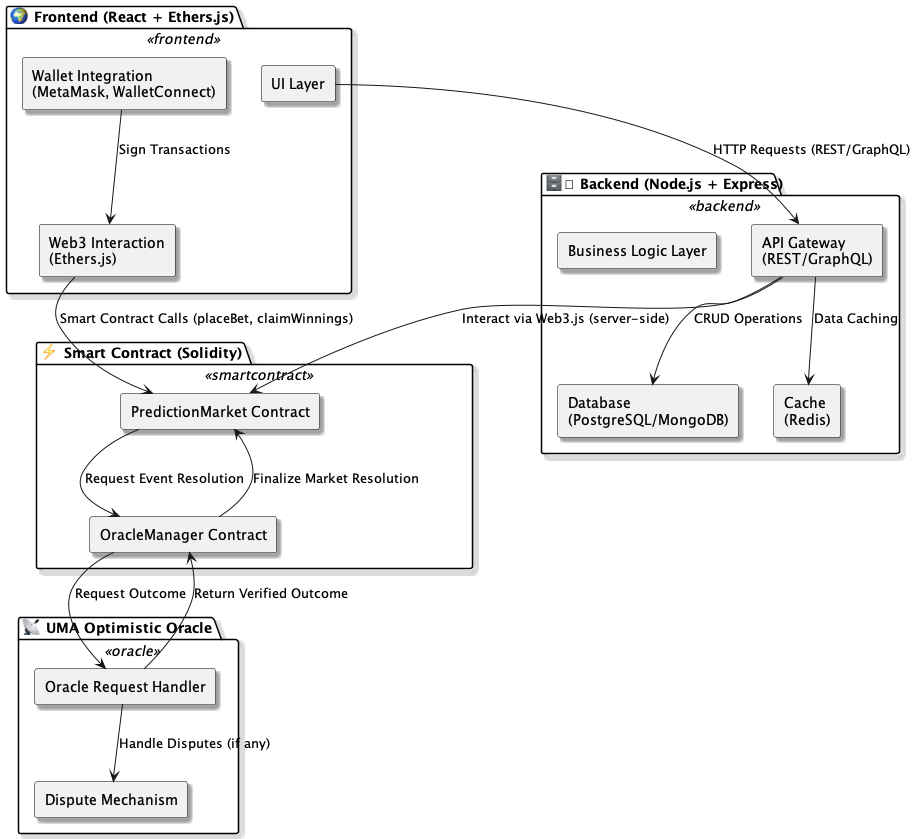 🌍 Frontend (React + Ethers.js)
«frontend»
Wallet Integration
(MetaMask, WalletConnect)
UI Layer
Sign Transactions
HTTP Requests (REST/GraphQL)
Web3 Interaction
(Ethers.js)
🗄 Backend (Node.js + Express)
«backend»
Business Logic Layer
API Gateway
(REST/GraphQL)
Smart Contract Calls (placeBet, claimWinnings)
Interact via Web3.js (server-side)
CRUD Operations
Data Caching
⚡ Smart Contract (Solidity)
«smartcontract»
PredictionMarket Contract
Database
(PostgreSQL/MongoDB)
Cache
(Redis)
Request Event Resolution
Finalize Market Resolution
OracleManager Contract
Request Outcome
Return Verified Outcome
📡 UMA Optimistic Oracle
«oracle»
Oracle Request Handler
Handle Disputes (if any)
Dispute Mechanism